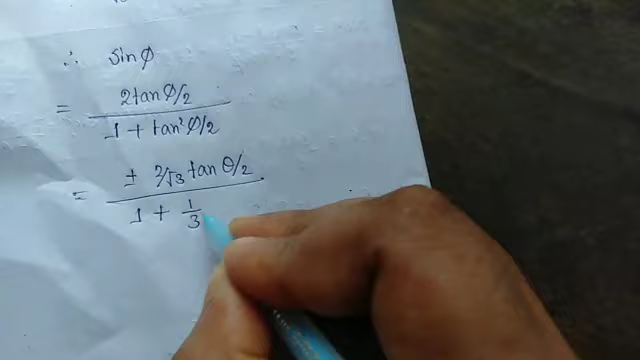 ∴ sin φ
= 2tan φ/2 / 1 + tan² φ/2
= ± 2/√3 tan θ/2 / 1 + 1/3